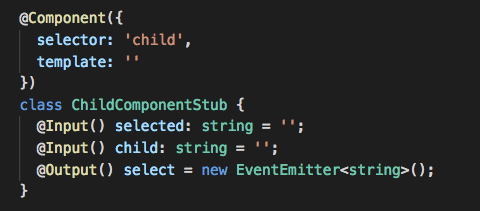 @Component({
  selector: 'child',
  template: ''
})
class ChildComponentStub {
  @Input() selected: string = '';
  @Input() child: string = '';
  @Output() select = new EventEmitter<string>();
}